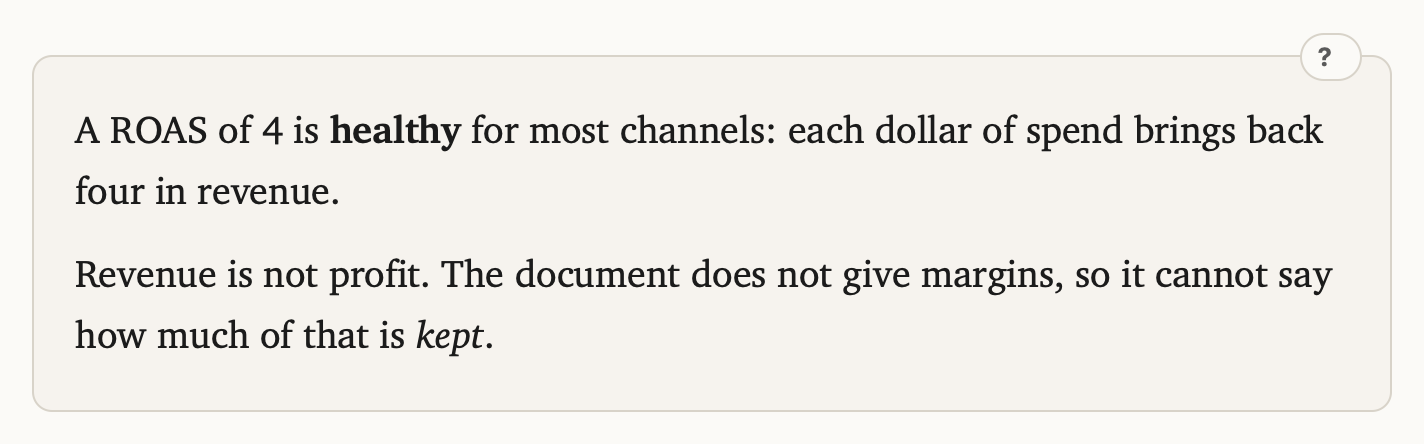 ?
A ROAS of 4 is healthy for most channels: each dollar of spend brings back
four in revenue.
Revenue is not profit. The document does not give margins, so it cannot say
how much of that is kept.